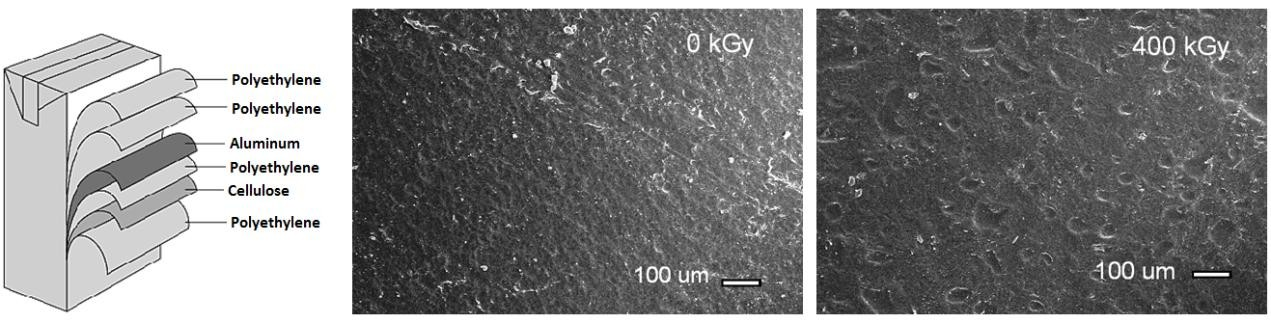 Polyethylene
Polyethylene
Aluminum
Polyethylene
Cellulose
Polyethylene
0 kGy
100 um
400 kGy
100 um